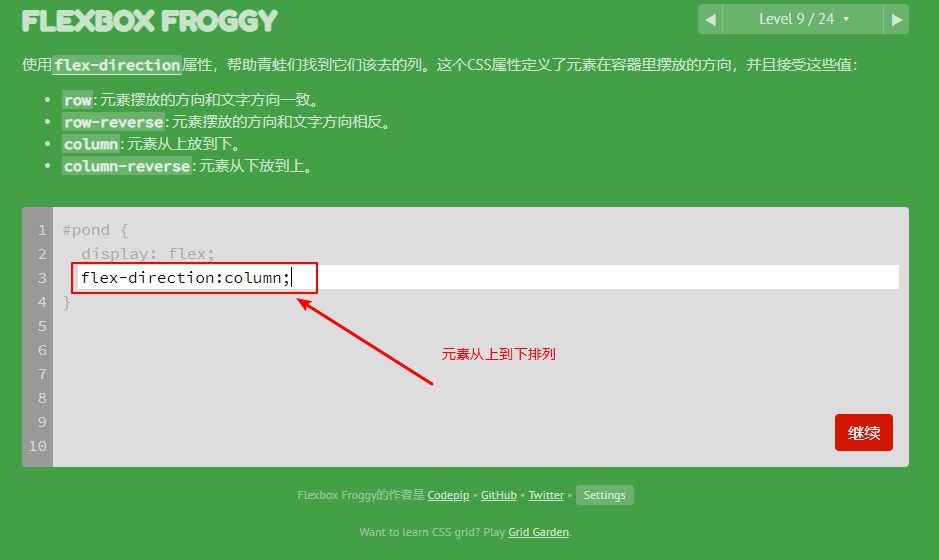 FLEXBOX FROGGY
◀ Level 9 / 24 ▾ ▶
使用flex-direction属性，帮助青蛙们找到它们该去的列。这个CSS属性定义了元素在容器里摆放的方向，并且接受这些值：
• row: 元素摆放的方向和文字方向一致。
• row-reverse: 元素摆放的方向和文字方向相反。
• column: 元素从上放到下。
• column-reverse: 元素从下放到上。
1 #pond {
2 display: flex;
3 flex-direction:column;
4 }
5
6
7
8
9
10
元素从上到下排列
继续
Flexbox Froggy的作者是 Codepip • GitHub • Twitter • Settings
Want to learn CSS grid? Play Grid Garden.